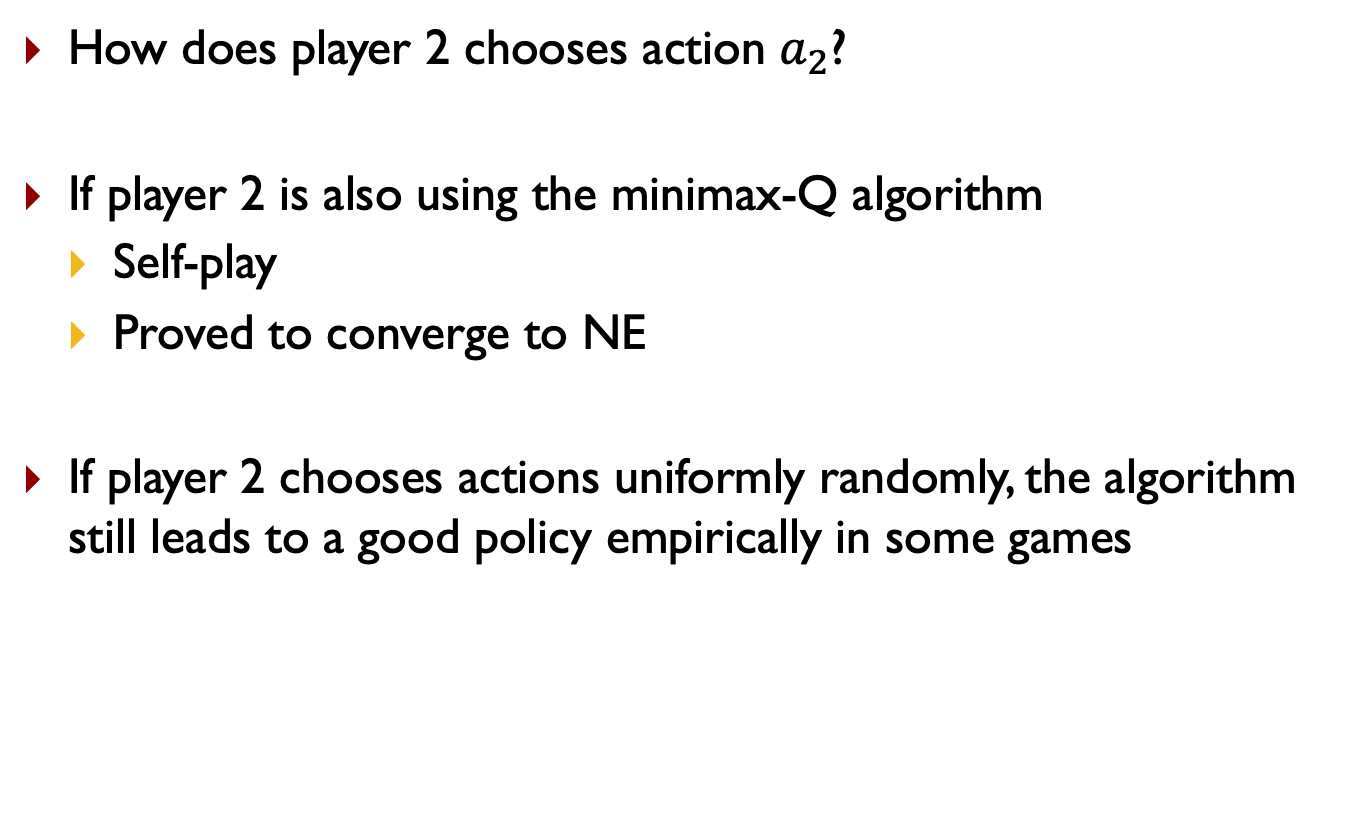 How does player 2 chooses action a₂?
If player 2 is also using the minimax-Q algorithm
Self-play
Proved to converge to NE
If player 2 chooses actions uniformly randomly, the algorithm
still leads to a good policy empirically in some games